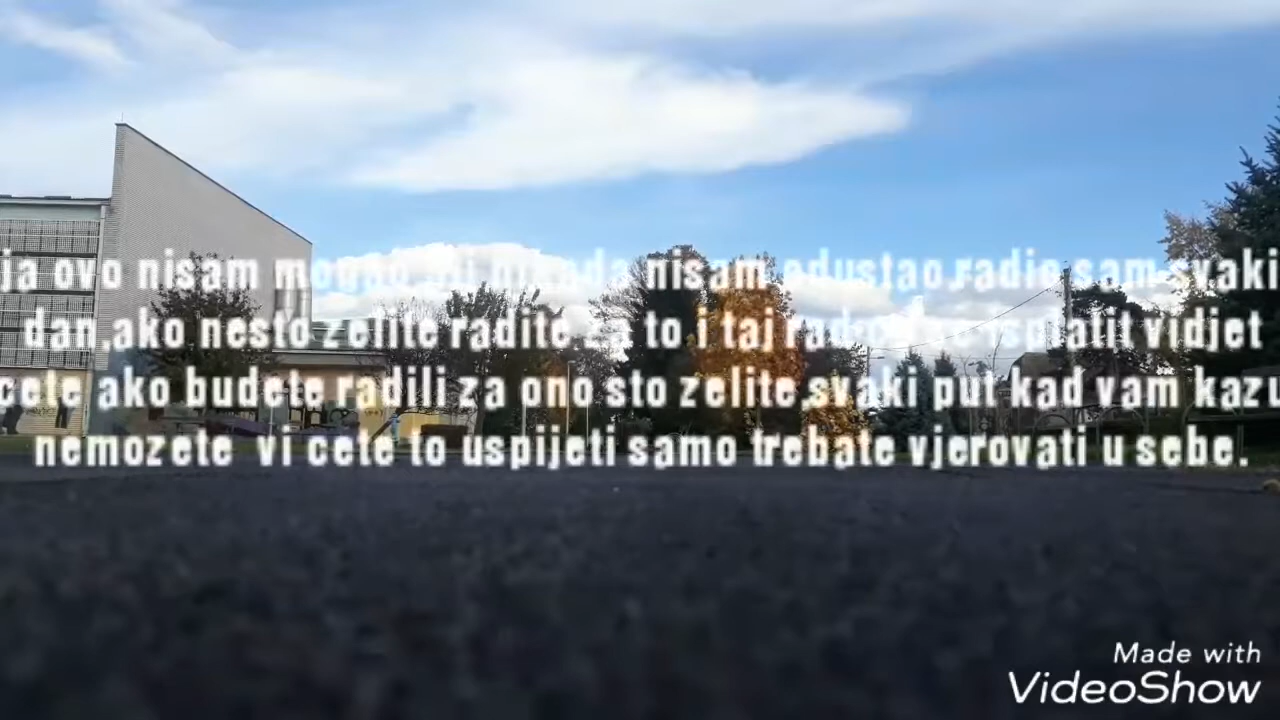 ja ovo nisam mogao ali nikada nisam odustao.radio sam svaki
dan.ako nesto zelite radite za to i taj rad ce se isplatit vidjet
cete ako budete radili za ono sto zelite.svaki put kad vam kazu
nemozete vi cete to uspijeti samo trebate vjerovati u sebe.
Made with
VideoShow